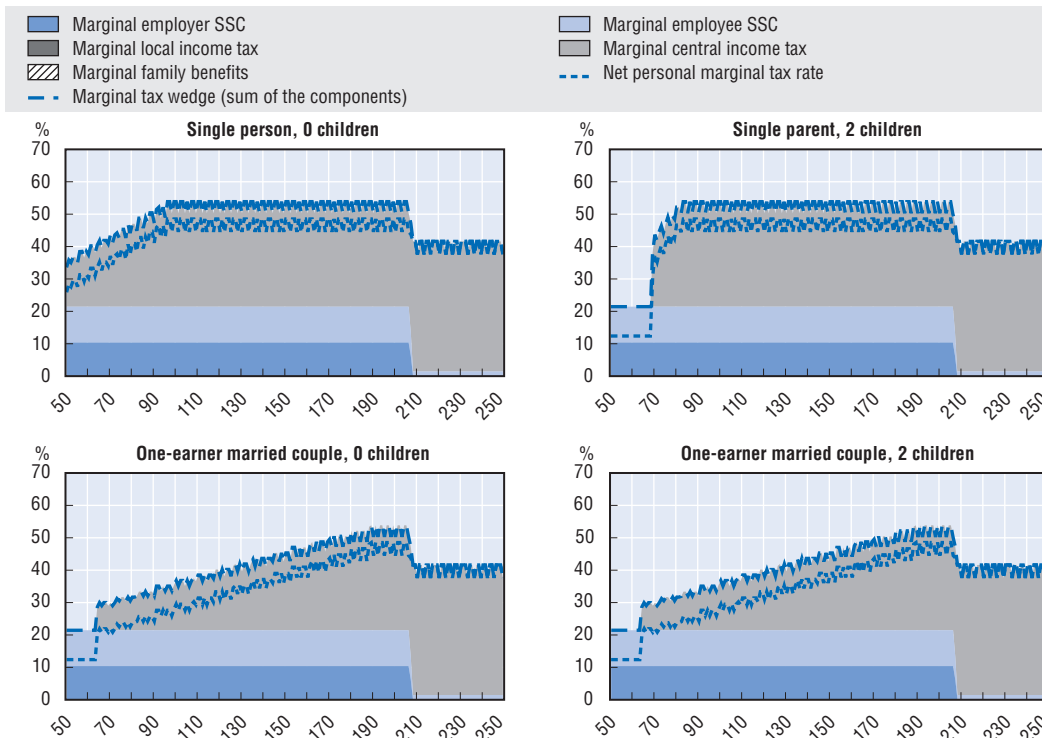 Marginal employer SSC
Marginal employee SSC
Marginal local income tax
Marginal central income tax
Marginal family benefits
Net personal marginal tax rate
Marginal tax wedge (sum of the components)
% Single person, 0 children
70
60
50
40
30
20
10
0
50 70 90 110 130 150 170 190 210 230 250
Single parent, 2 children
%
70
60
50
40
30
20
10
0
50 70 90 110 130 150 170 190 210 230 250
% One-earner married couple, 0 children
70
60
50
40
30
20
10
0
50 70 90 110 130 150 170 190 210 230 250
% One-earner married couple, 2 children
70
60
50
40
30
20
10
0
50 70 90 110 130 150 170 190 210 230 250